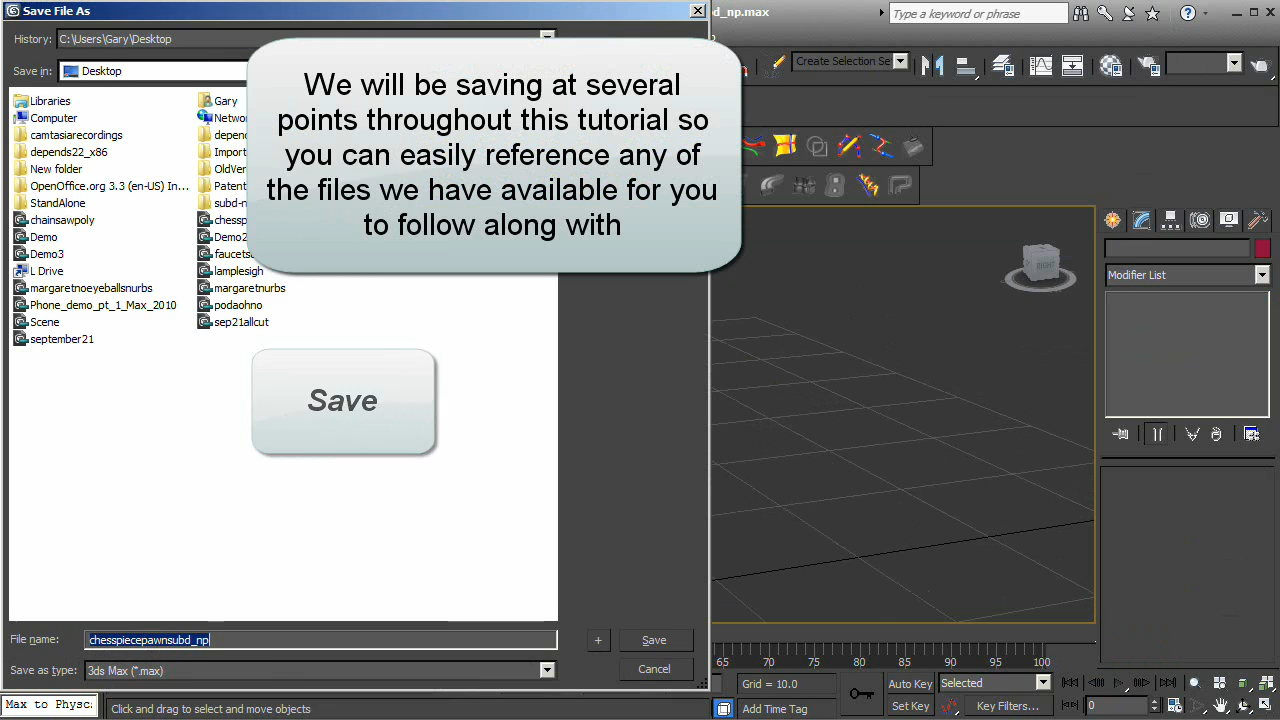 Save File As
bd_np.max
Type a keyword or phrase
History: C:\Users\Gary\Desktop
Save in: Desktop
Create Selection Se
We will be saving at several
points throughout this tutorial so
you can easily reference any of
the files we have available for you
to follow along with
Libraries
Computer
camtasiarecordings
depends22_x86
New folder
OpenOffice.org 3.3 (en-US) In...
StandAlone
chainsawpoly
Demo
Demo3
L Drive
margaretnoeyeballsnurbs
Phone_demo_pt_1_Max_2010
Scene
september21
Gary
Netwo
depend
Import
OldVer
Patent
subd-n
chessp
Demo2
faucets
lamplesigh
margaretnurbs
podaohno
sep21allcut
RIGHT
Modifier List
Save
File name: chesspiecepawnsubd_np
+ Save
Save as type: 3ds Max (*.max)
Cancel
65 70 75 80 85 90 95 100
Grid = 10.0
Auto Key
Selected
Max to Physc
Click and drag to select and move objects
Add Time Tag
Set Key
Key Filters...
0